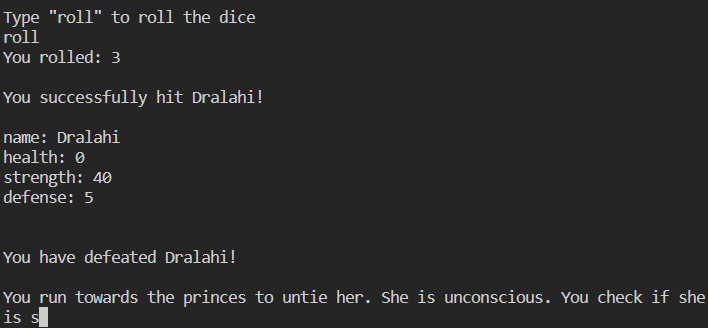 Type "roll" to roll the dice
roll
You rolled: 3
You successfully hit Dralahi!
name: Dralahi
health: 0
strength: 40
defense: 5
You have defeated Dralahi!
You run towards the princes to untie her. She is unconscious. You check if she
is s